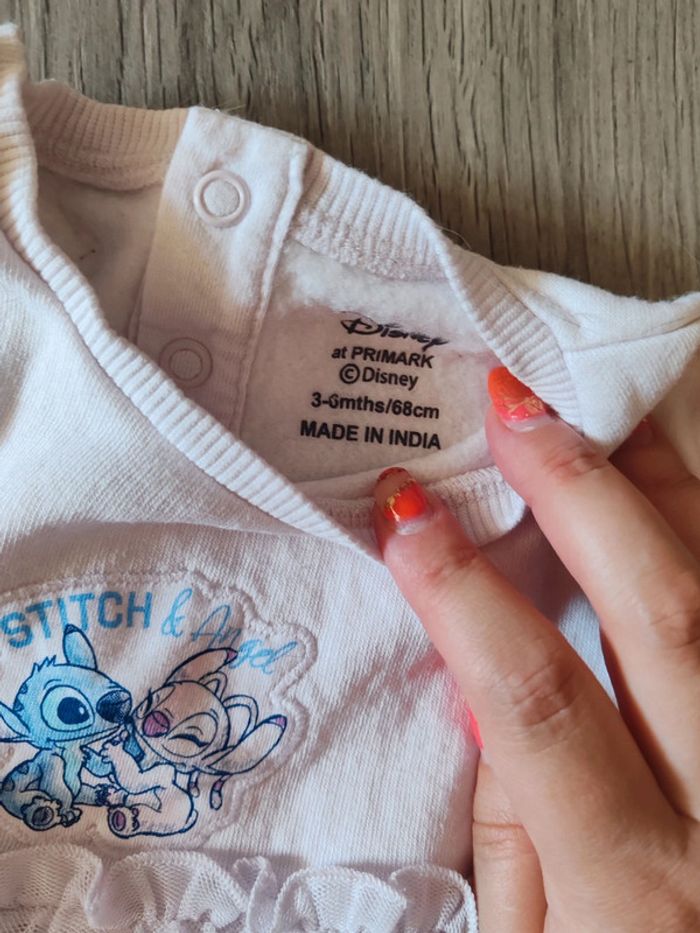 Disney
at PRIMARK
©Disney
3-6mths/68cm
MADE IN INDIA
STITCH & Angel